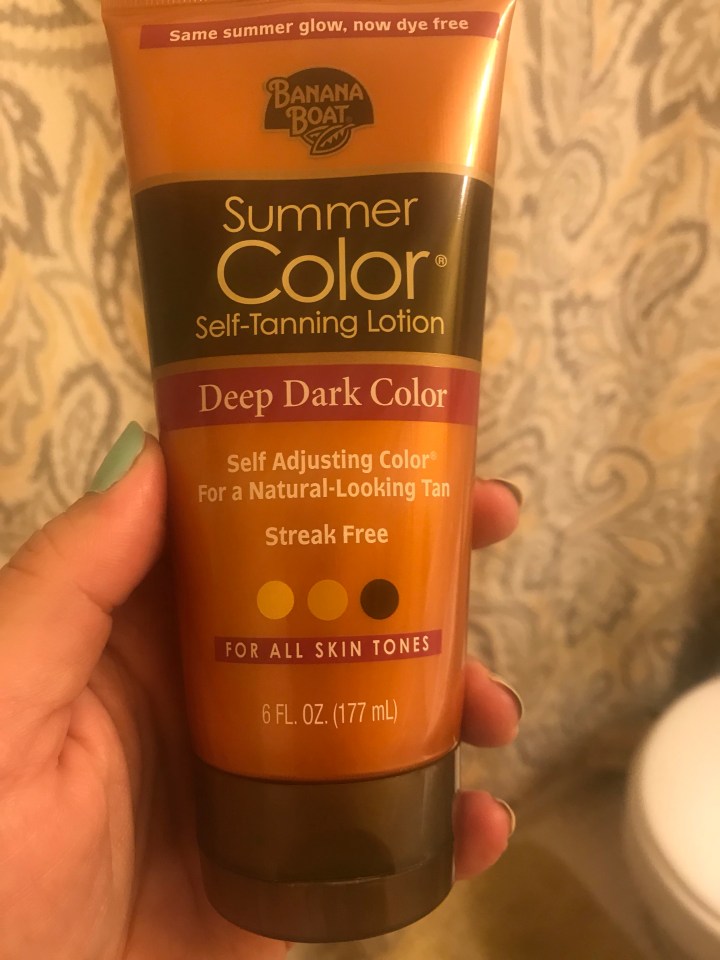 Same summer glow, now dye free
BANANA
BOAT
Summer
Color®
Self-Tanning Lotion
Deep Dark Color
Self Adjusting Color®
For a Natural-Looking Tan
Streak Free
FOR ALL SKIN TONES
6 FL. OZ. (177 mL)